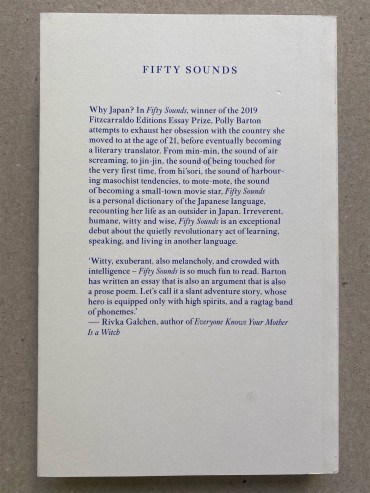 FIFTY SOUNDS
Why Japan? In Fifty Sounds, winner of the 2019
Fitzcarraldo Editions Essay Prize, Polly Barton
attempts to exhaust her obsession with the country she
moved to at the age of 21, before eventually becoming
a literary translator. From min-min, the sound of air
screaming, to jin-jin, the sound of being touched for
the very first time, from hi'sori, the sound of harbour-
ing masochist tendencies, to mote-mote, the sound
of becoming a small-town movie star, Fifty Sounds
is a personal dictionary of the Japanese language,
recounting her life as an outsider in Japan. Irreverent,
humane, witty and wise, Fifty Sounds is an exceptional
debut about the quietly revolutionary act of learning,
speaking, and living in another language.
‘Witty, exuberant, also melancholy, and crowded with
intelligence – Fifty Sounds is so much fun to read. Barton
has written an essay that is also an argument that is also
a prose poem. Let's call it a slant adventure story, whose
hero is equipped only with high spirits, and a ragtag band
of phonemes.’
— Rivka Galchen, author of Everyone Knows Your Mother
Is a Witch